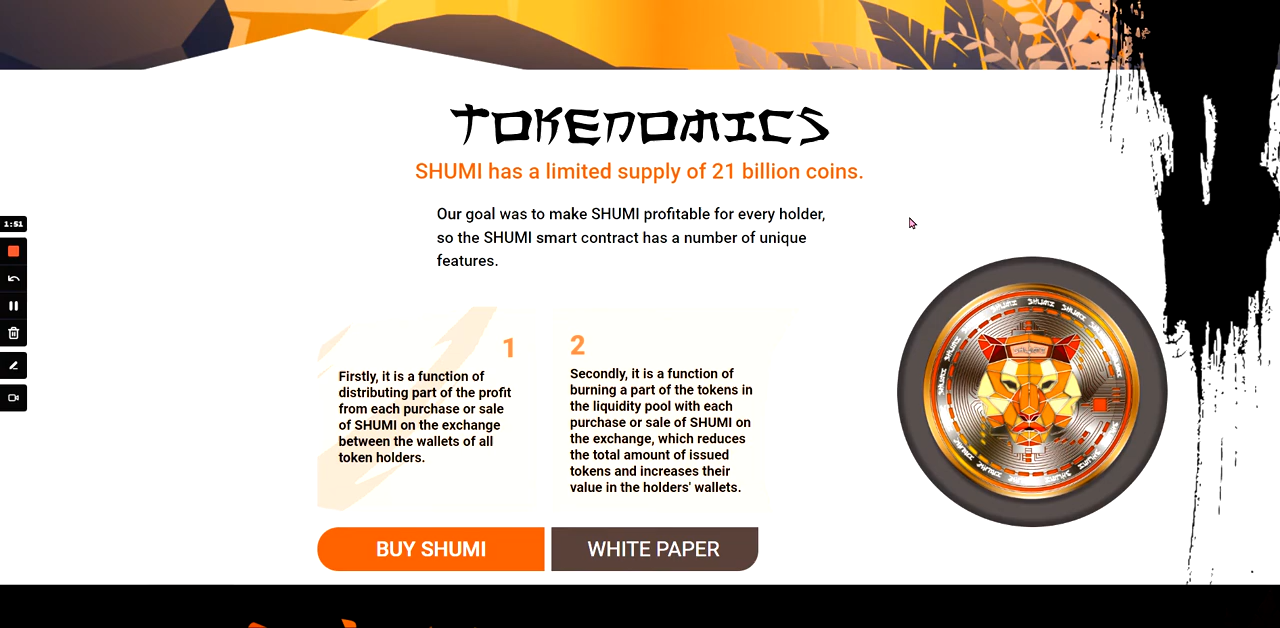 TOKENOMICS
SHUMI has a limited supply of 21 billion coins.
Our goal was to make SHUMI profitable for every holder,
so the SHUMI smart contract has a number of unique
features.
1:51
1
Firstly, it is a function of
distributing part of the profit
from each purchase or sale
of SHUMI on the exchange
between the wallets of all
token holders.
2
Secondly, it is a function of
burning a part of the tokens in
the liquidity pool with each
purchase or sale of SHUMI on
the exchange, which reduces
the total amount of issued
tokens and increases their
value in the holders' wallets.
SHUMI SHUMI SHUMI SHUMI
BUY SHUMI
WHITE PAPER